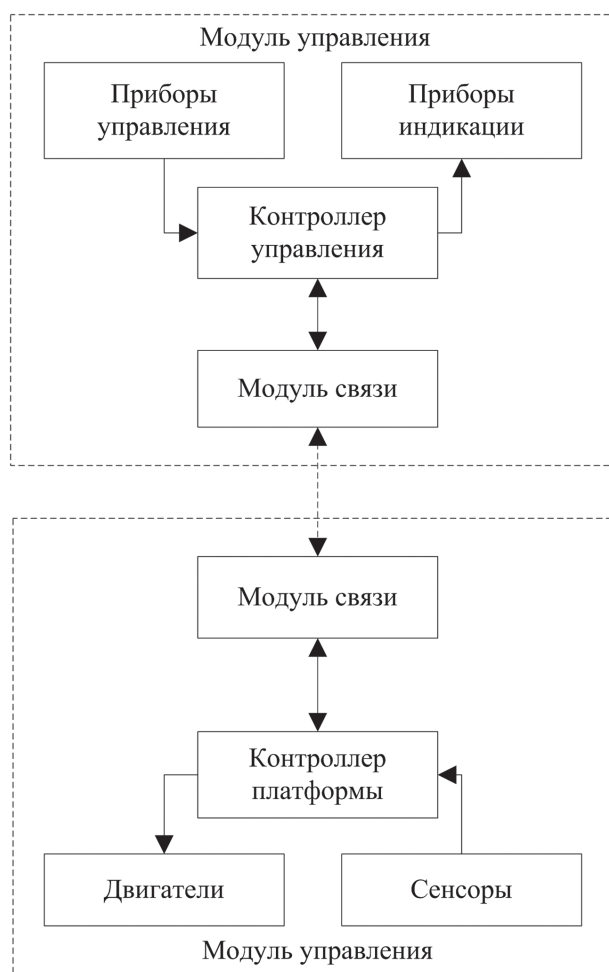 Модуль управления
Приборы
управления
Приборы
индикации
Контроллер
управления
Модуль связи
Модуль связи
Контроллер
платформы
Двигатели
Сенсоры
Модуль управления